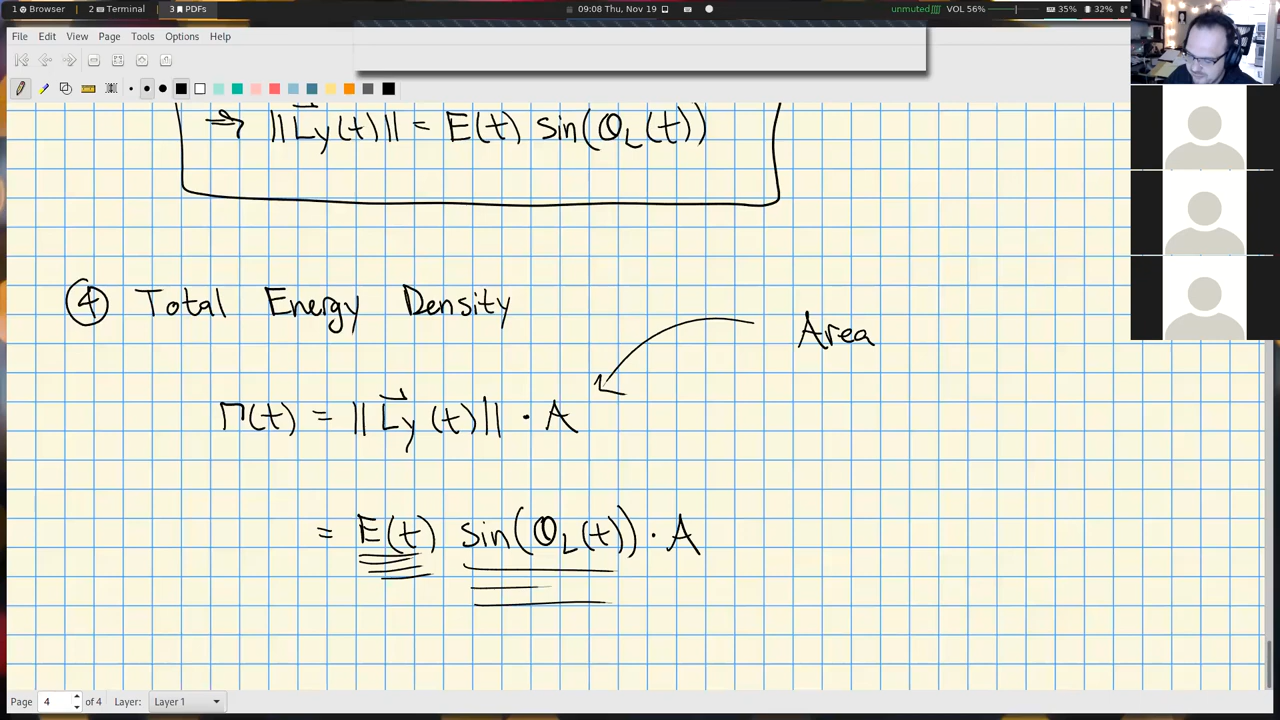 1 Browser 2 Terminal 3 PDFs 09:08 Thu, Nov 19 unmuted VOL 56% 35% 32%
File Edit View Page Tools Options Help
⇒ ||L⃗y(t)|| = E(t) sin(θL(t))
④ Total Energy Density
Area
Γ(t) = ||L⃗y(t)|| · A
= E(t) sin(θL(t)) · A
Page 4 of 4 Layer: Layer 1